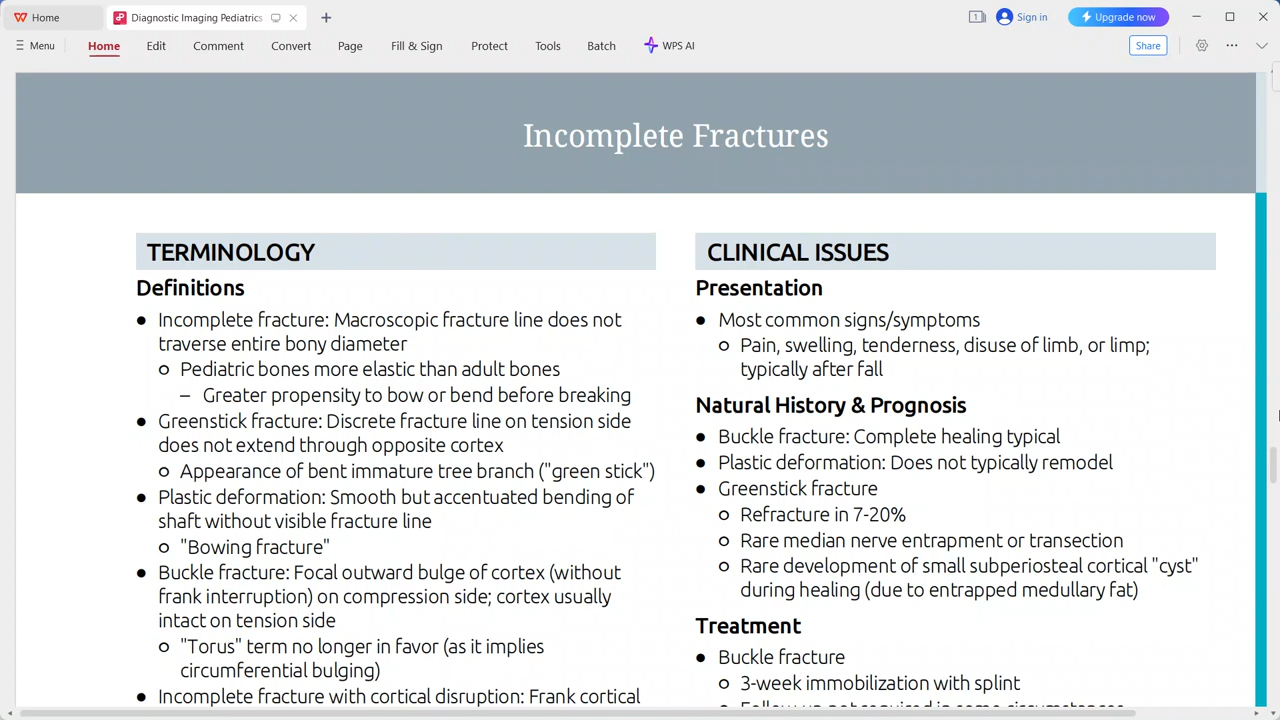 Home
Diagnostic Imaging Pediatrics
1
Sign in
Upgrade now
Menu
Home
Edit
Comment
Convert
Page
Fill & Sign
Protect
Tools
Batch
WPS AI
Share
Incomplete Fractures
TERMINOLOGY
Definitions
● Incomplete fracture: Macroscopic fracture line does not
traverse entire bony diameter
o Pediatric bones more elastic than adult bones
– Greater propensity to bow or bend before breaking
● Greenstick fracture: Discrete fracture line on tension side
does not extend through opposite cortex
o Appearance of bent immature tree branch ("green stick")
● Plastic deformation: Smooth but accentuated bending of
shaft without visible fracture line
o "Bowing fracture"
● Buckle fracture: Focal outward bulge of cortex (without
frank interruption) on compression side; cortex usually
intact on tension side
o "Torus" term no longer in favor (as it implies
circumferential bulging)
● Incomplete fracture with cortical disruption: Frank cortical
CLINICAL ISSUES
Presentation
● Most common signs/symptoms
o Pain, swelling, tenderness, disuse of limb, or limp;
typically after fall
Natural History & Prognosis
● Buckle fracture: Complete healing typical
● Plastic deformation: Does not typically remodel
● Greenstick fracture
o Refracture in 7-20%
o Rare median nerve entrapment or transection
o Rare development of small subperiosteal cortical "cyst"
during healing (due to entrapped medullary fat)
Treatment
● Buckle fracture
o 3-week immobilization with splint